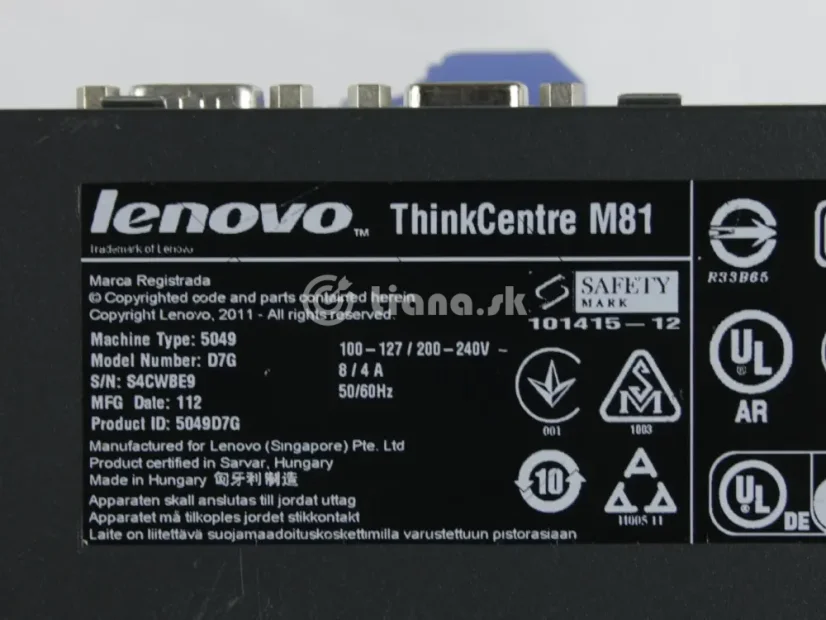 lenovo™ ThinkCentre M81
Trademark of Lenovo
Marca Registrada
© Copyrighted code and parts contained herein.
Copyright Lenovo, 2011 - All rights reserved.
tiana.sk
Machine Type: 5049
Model Number: D7G
S/N: S4CWBE9
MFG Date: 112
Product ID: 5049D7G
100-127 / 200-240V ~
8 / 4 A
50/60Hz
Manufactured for Lenovo (Singapore) Pte. Ltd
Product certified in Sarvar, Hungary
Made in Hungary 匈牙利制造
Apparaten skall anslutas till jordat uttag
Apparatet må tilkoples jordet stikkontakt
Laite on liitettävä suojamaadoituskoskettimilla varustettuun pistorasiaan
SAFETY
MARK
101415-12
001
SM
1003
10
11005 11
R33B65
UL
AR
UL
DE